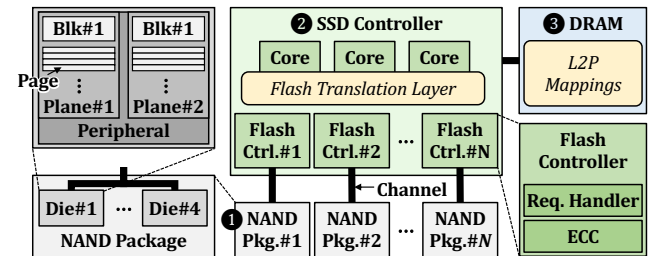 Blk#1 Blk#1
Page
⋮ ⋮
Plane#1 Plane#2
Peripheral
Die#1 ... Die#4
NAND Package
❷ SSD Controller
Core Core Core
Flash Translation Layer
Flash Ctrl.#1
Flash Ctrl.#2
...
Flash Ctrl.#N
Channel
❶ NAND Pkg.#1
NAND Pkg.#2
...
NAND Pkg.#N
❸ DRAM
L2P
Mappings
Flash
Controller
Req. Handler
ECC